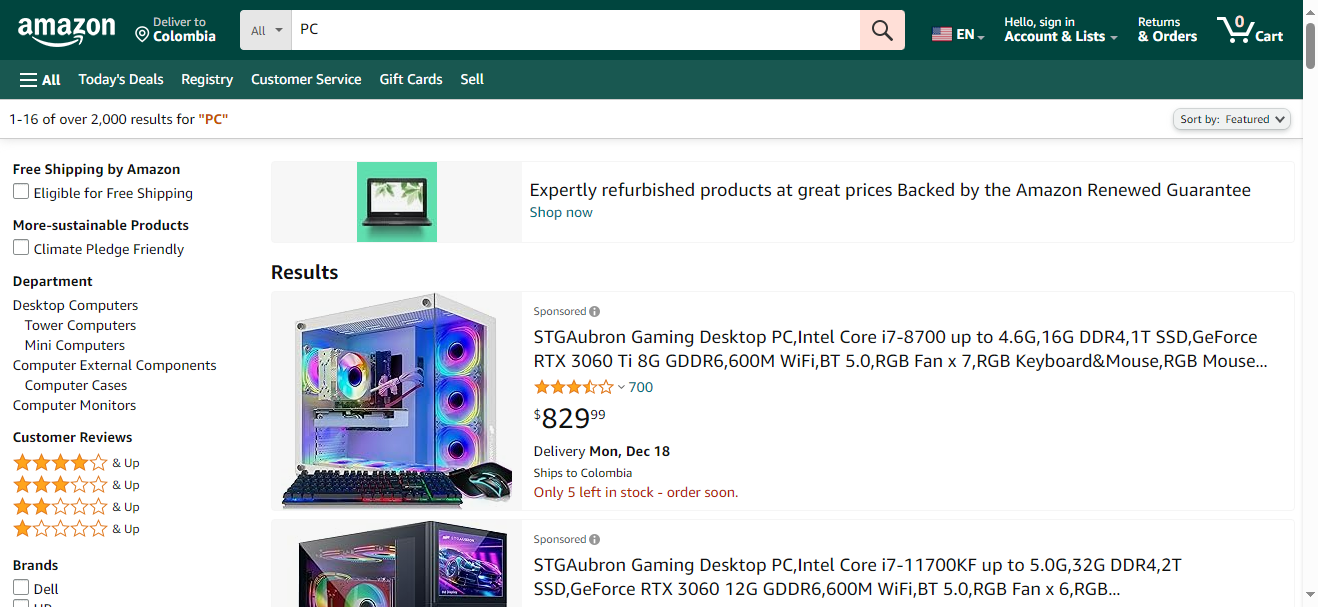 amazon
Deliver to
Colombia
All
PC
EN
Hello, sign in
Account & Lists
Returns
& Orders
0
Cart
All
Today's Deals
Registry
Customer Service
Gift Cards
Sell
1-16 of over 2,000 results for "PC"
Sort by: Featured
Free Shipping by Amazon
Eligible for Free Shipping
More-sustainable Products
Climate Pledge Friendly
Department
Desktop Computers
Tower Computers
Mini Computers
Computer External Components
Computer Cases
Computer Monitors
Customer Reviews
& Up
& Up
& Up
& Up
Brands
Dell
Expertly refurbished products at great prices Backed by the Amazon Renewed Guarantee
Shop now
Results
Sponsored
STGAubron Gaming Desktop PC,Intel Core i7-8700 up to 4.6G,16G DDR4,1T SSD,GeForce
RTX 3060 Ti 8G GDDR6,600M WiFi,BT 5.0,RGB Fan x 7,RGB Keyboard&Mouse,RGB Mouse...
700
$82999
Delivery Mon, Dec 18
Ships to Colombia
Only 5 left in stock - order soon.
Sponsored
STGAubron Gaming Desktop PC,Intel Core i7-11700KF up to 5.0G,32G DDR4,2T
SSD,GeForce RTX 3060 12G GDDR6,600M WiFi,BT 5.0,RGB Fan x 6,RGB...